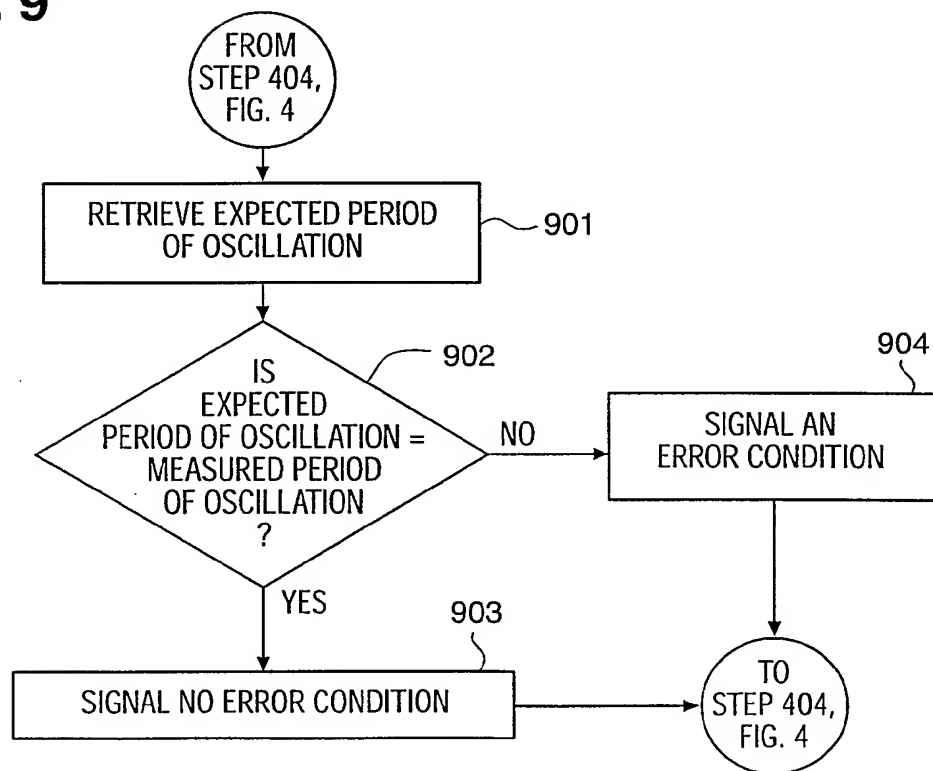 9
FROM
STEP 404,
FIG. 4
RETRIEVE EXPECTED PERIOD
OF OSCILLATION
901
IS
EXPECTED
PERIOD OF OSCILLATION =
MEASURED PERIOD
OF OSCILLATION
?
902
NO
904
SIGNAL AN
ERROR CONDITION
YES
903
SIGNAL NO ERROR CONDITION
TO
STEP 404,
FIG. 4